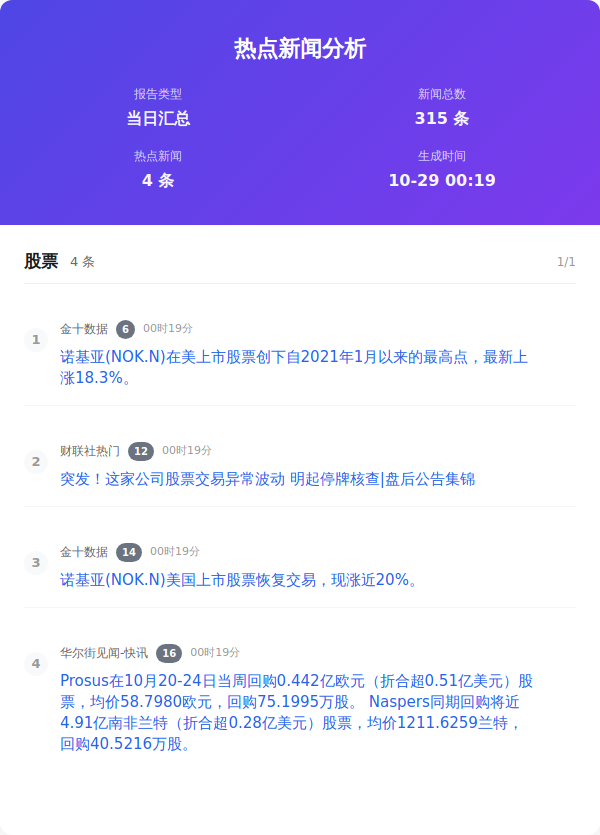 热点新闻分析
报告类型
新闻总数
当日汇总
315 条
热点新闻
生成时间
4 条
10-29 00:19
股票 4 条 1/1
1
金十数据 6 00时19分
诺基亚(NOK.N)在美上市股票创下自2021年1月以来的最高点，最新上
涨18.3%。
2
财联社热门 12 00时19分
突发！这家公司股票交易异常波动 明起停牌核查|盘后公告集锦
3
金十数据 14 00时19分
诺基亚(NOK.N)美国上市股票恢复交易，现涨近20%。
4
华尔街见闻-快讯 16 00时19分
Prosus在10月20-24日当周回购0.442亿欧元（折合超0.51亿美元）股
票，均价58.7980欧元，回购75.1995万股。 Naspers同期回购将近
4.91亿南非兰特（折合超0.28亿美元）股票，均价1211.6259兰特，
回购40.5216万股。